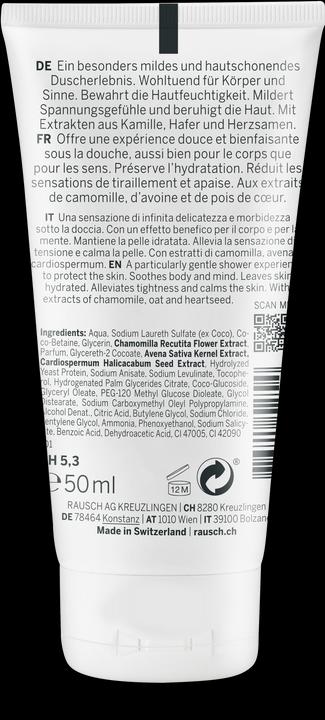 DE Ein besonders mildes und hautschonendes
Duscherlebnis. Wohltuend für Körper und
Sinne. Bewahrt die Hautfeuchtigkeit. Mildert
Spannungsgefühle und beruhigt die Haut. Mit
Extrakten aus Kamille, Hafer und Herzsamen.
FR Offre une expérience douce et bienfaisante
sous la douche, aussi bien pour le corps que
pour les sens. Préserve l'hydratation. Réduit les
sensations de tiraillement et apaise. Aux extraits
de camomille, d'avoine et de pois de cœur.
IT Una sensazione di infinita delicatezza e morbidezza
sotto la doccia. Con un effetto benefico per il corpo e per la
mente. Mantiene la pelle idratata. Allevia la sensazione di
tensione e calma la pelle. Con estratti di camomilla, avena
cardiospermum. EN A particularly gentle shower experien
to protect the skin. Soothes body and mind. Leaves skin
hydrated. Alleviates tightness and calms the skin. With
extracts of chamomile, oat and heartseed.
SCAN M
Ingredients: Aqua, Sodium Laureth Sulfate (ex Coco), Co-
co-Betaine, Glycerin, Chamomilla Recutita Flower Extract,
Parfum, Glycereth-2 Cocoate, Avena Sativa Kernel Extract,
Cardiospermum Halicacabum Seed Extract, Hydrolyzed
Yeast Protein, Sodium Anisate, Sodium Levulinate, Tocophe-
rol, Hydrogenated Palm Glycerides Citrate, Coco-Glucoside,
Glyceryl Oleate, PEG-120 Methyl Glucose Dioleate, Glycol
Distearate, Sodium Carboxymethyl Oleyl Polypropylamine,
Alcohol Denat., Citric Acid, Butylene Glycol, Sodium Chloride,
Pentylene Glycol, Ammonia, Phenoxyethanol, Sodium Salicy-
te, Benzoic Acid, Dehydroacetic Acid, CI 47005, CI 42090
01
H 5,3
e 50 ml
12 M
RAUSCH AG KREUZLINGEN | CH 8280 Kreuzlingen
DE 78464 Konstanz | AT 1010 Wien | IT 39100 Bolzan
Made in Switzerland | rausch.ch